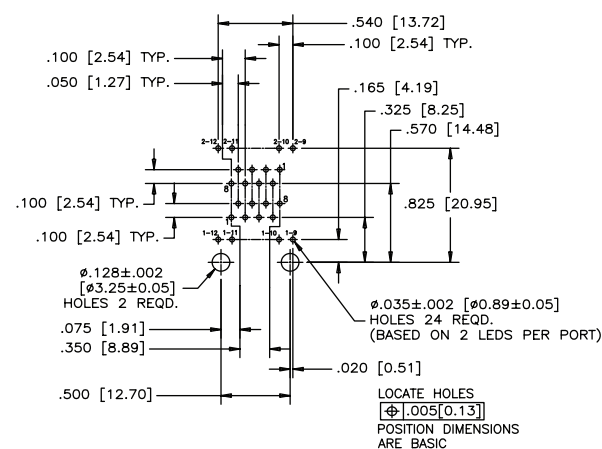 .540 [13.72]
.100 [2.54] TYP.
.100 [2.54] TYP.
.050 [1.27] TYP.
.165 [4.19]
.325 [8.25]
.570 [14.48]
2-12 2-11 2-10 2-9
1
8
.100 [2.54] TYP.
8
.825 [20.95]
1
.100 [2.54] TYP.
1-12 1-11 1-10 1-9
ø.128±.002
[ø3.25±0.05]
HOLES 2 REQD.
ø.035±.002 [ø0.89±0.05]
HOLES 24 REQD.
(BASED ON 2 LEDS PER PORT)
.075 [1.91]
.350 [8.89]
.020 [0.51]
.500 [12.70]
LOCATE HOLES
⌖ .005[0.13]
POSITION DIMENSIONS
ARE BASIC